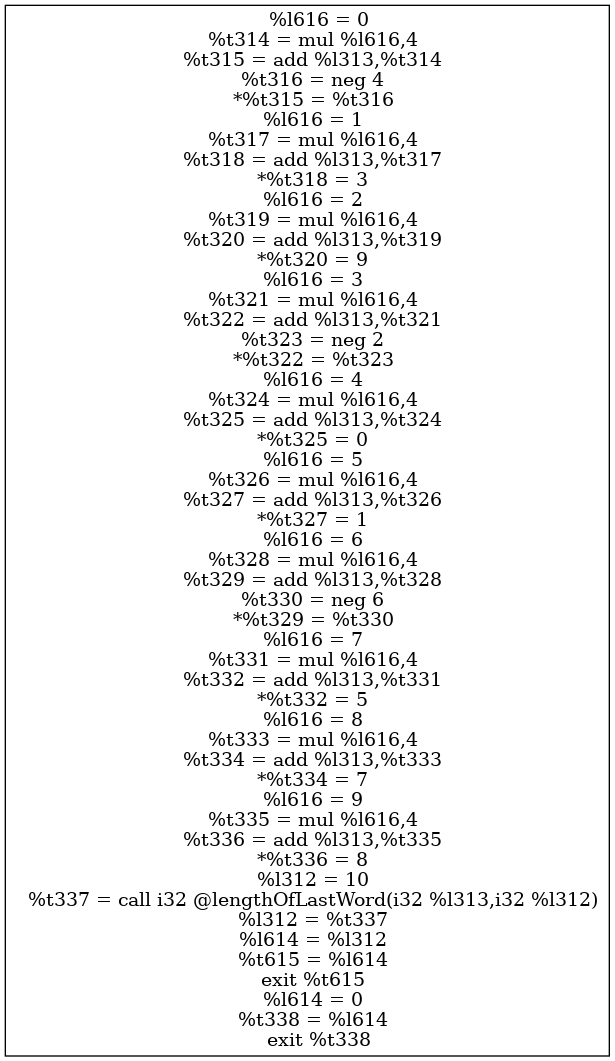 %l616 = 0
%t314 = mul %l616,4
%t315 = add %l313,%t314
%t316 = neg 4
*%t315 = %t316
%l616 = 1
%t317 = mul %l616,4
%t318 = add %l313,%t317
*%t318 = 3
%l616 = 2
%t319 = mul %l616,4
%t320 = add %l313,%t319
*%t320 = 9
%l616 = 3
%t321 = mul %l616,4
%t322 = add %l313,%t321
%t323 = neg 2
*%t322 = %t323
%l616 = 4
%t324 = mul %l616,4
%t325 = add %l313,%t324
*%t325 = 0
%l616 = 5
%t326 = mul %l616,4
%t327 = add %l313,%t326
*%t327 = 1
%l616 = 6
%t328 = mul %l616,4
%t329 = add %l313,%t328
%t330 = neg 6
*%t329 = %t330
%l616 = 7
%t331 = mul %l616,4
%t332 = add %l313,%t331
*%t332 = 5
%l616 = 8
%t333 = mul %l616,4
%t334 = add %l313,%t333
*%t334 = 7
%l616 = 9
%t335 = mul %l616,4
%t336 = add %l313,%t335
*%t336 = 8
%l312 = 10
%t337 = call i32 @lengthOfLastWord(i32 %l313,i32 %l312)
%l312 = %t337
%l614 = %l312
%t615 = %l614
exit %t615
%l614 = 0
%t338 = %l614
exit %t338